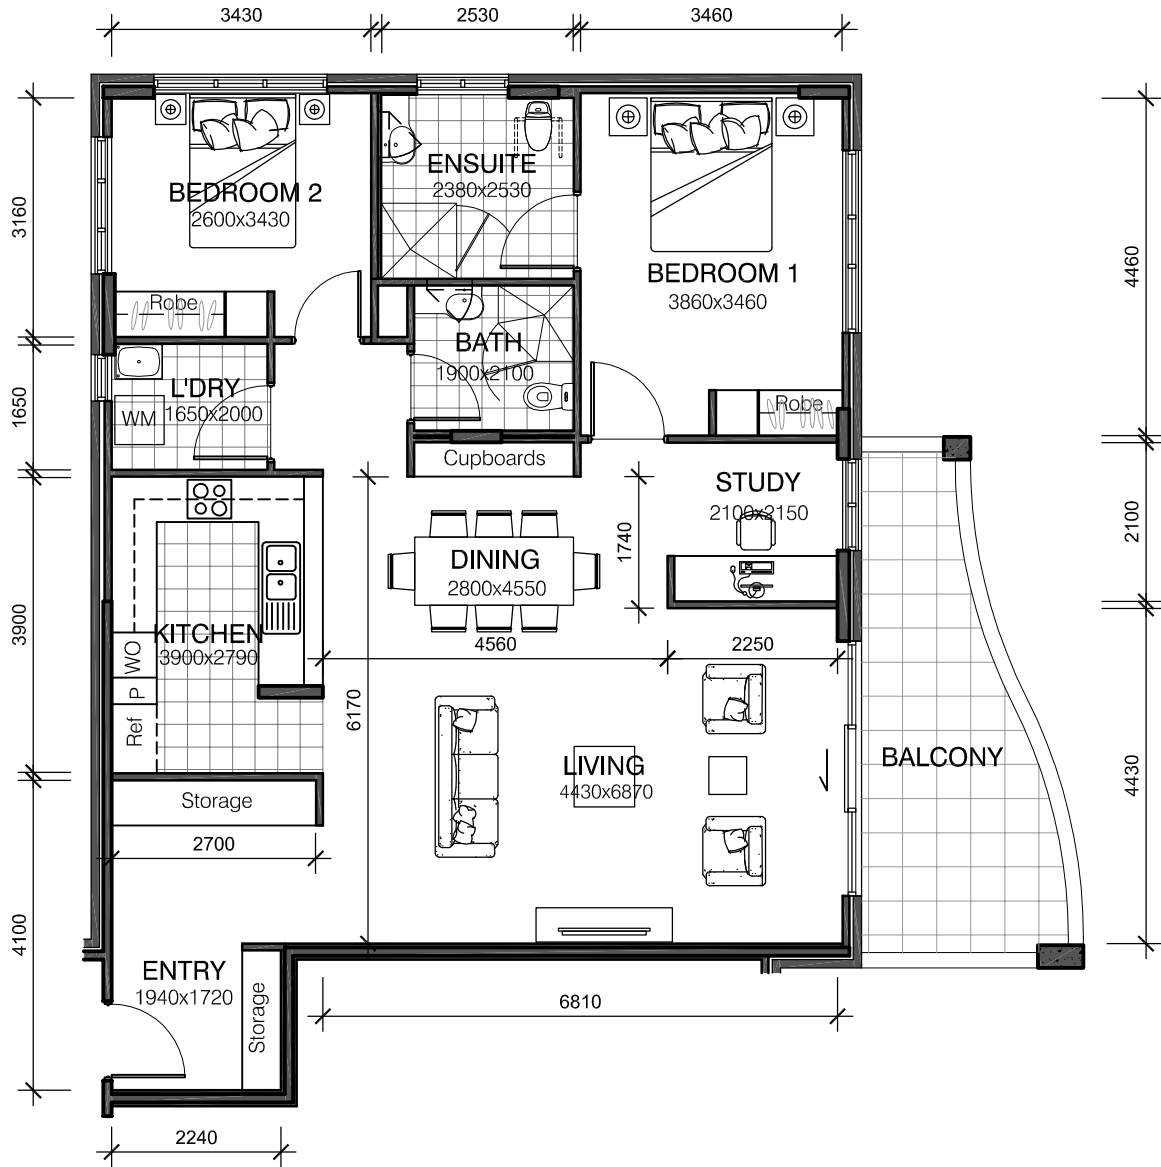 3430
2530
3460
ENSUITE
2380x2530
BEDROOM 2
2600x3430
3160
4460
BEDROOM 1
3860x3460
Robe
BATH
1900x2100
L'DRY
1650x2000
WM
1650
Robe
Cupboards
STUDY
2100x2150
2100
1740
DINING
2800x4550
3900
KITCHEN
3900x2790
WO
P
Ref
4560
2250
6170
LIVING
4430x6870
BALCONY
4430
Storage
2700
4100
ENTRY
1940x1720
Storage
6810
2240